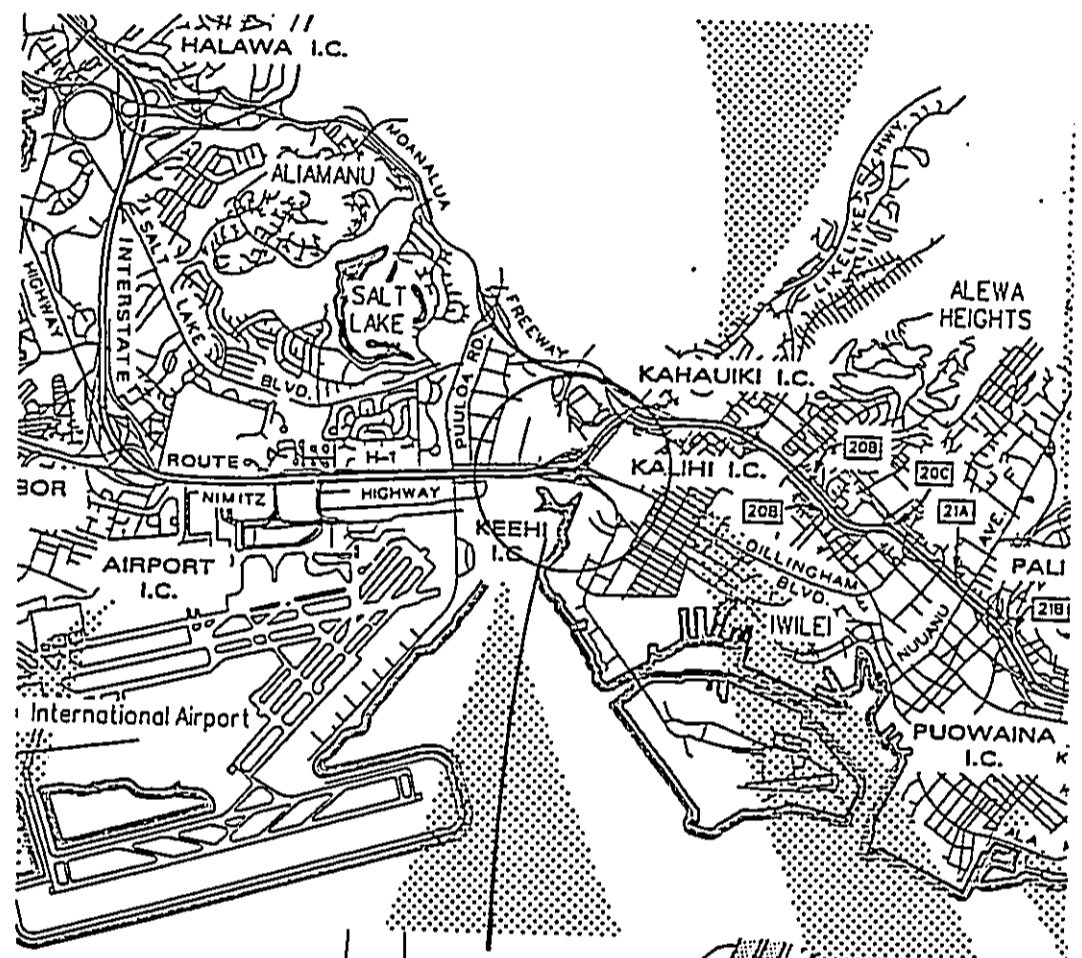 HALAWA I.C.
MOANALUA
ALIAMANU
LIKELIKE HWY.
INTERSTATE
SALT
LAKE
BLVD.
HIGHWAY
SALT
LAKE
FREEWAY
ALEWA
HEIGHTS
PUULOA RD.
KAHAUIKI I.C.
20B
ROUTE
H-1
KALIHI I.C.
20C
BOR
NIMITZ
HIGHWAY
20B
21A
AVE.
KEEHI
I.C.
DILLINGHAM
BLVD.
PALI
AIRPORT
I.C.
21B
IWILEI
NUUANU
International Airport
PUOWAINA
I.C.
K
ALA